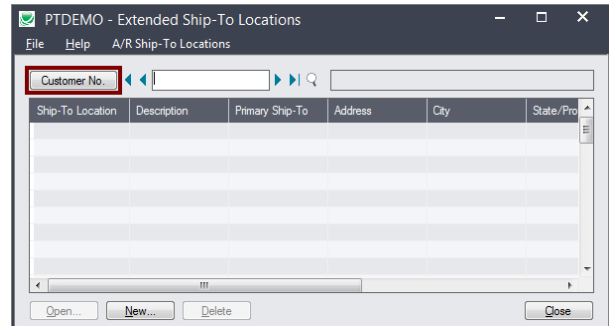 PTDEMO - Extended Ship-To Locations
File Help A/R Ship-To Locations
Customer No.
Ship-To Location Description Primary Ship-To Address City State/Pro
Open... New... Delete Close